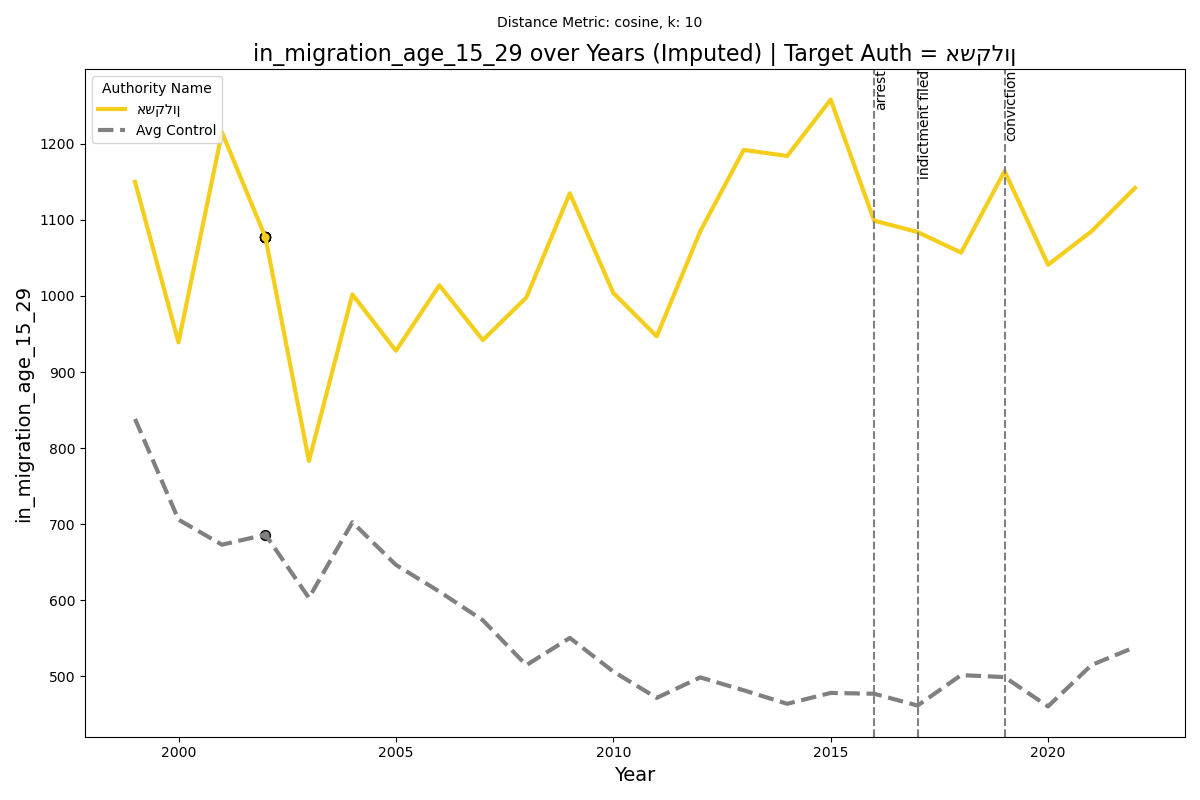 Distance Metric: cosine, k: 10
in_migration_age_15_29 over Years (Imputed) | Target Auth = אשקלון
Authority Name
אשקלון
Avg Control
arrest
indictment filed
conviction
in_migration_age_15_29
1200
1100
1000
900
800
700
600
500
2000
2005
2010
2015
2020
Year